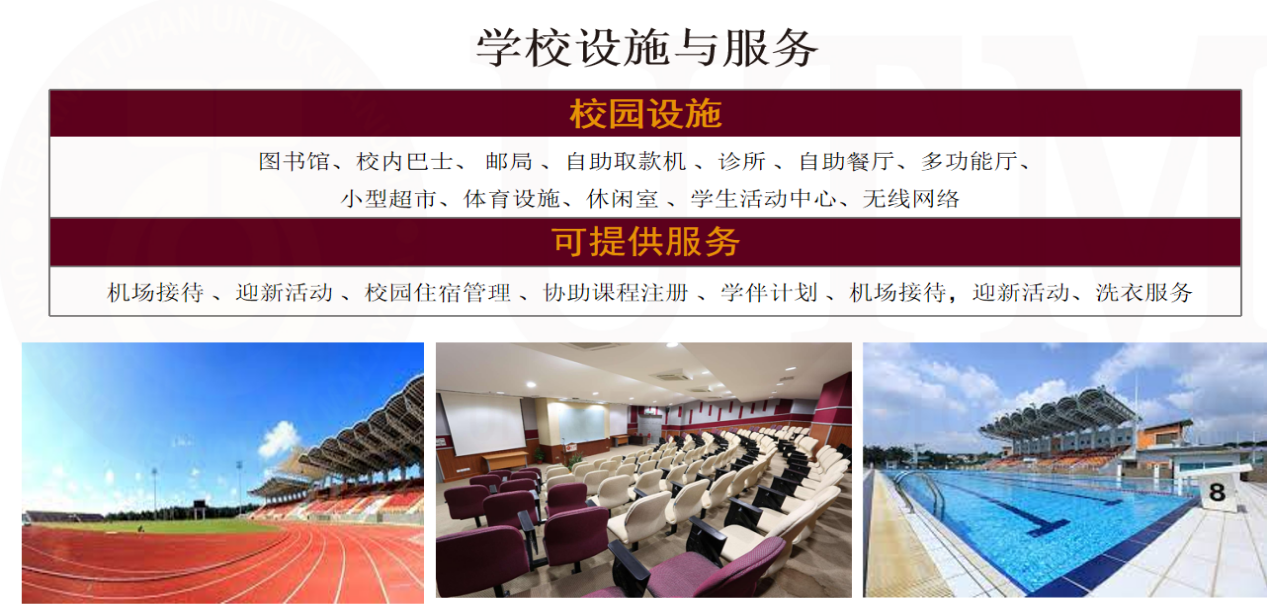 学校设施与服务
校园设施
图书馆、校内巴士、 邮局 、自助取款机 、诊所 、自助餐厅、多功能厅、
小型超市、体育设施、休闲室 、学生活动中心、无线网络
可提供服务
机场接待 、迎新活动 、校园住宿管理 、协助课程注册 、学伴计划 、机场接待，迎新活动、洗衣服务
8
UTM